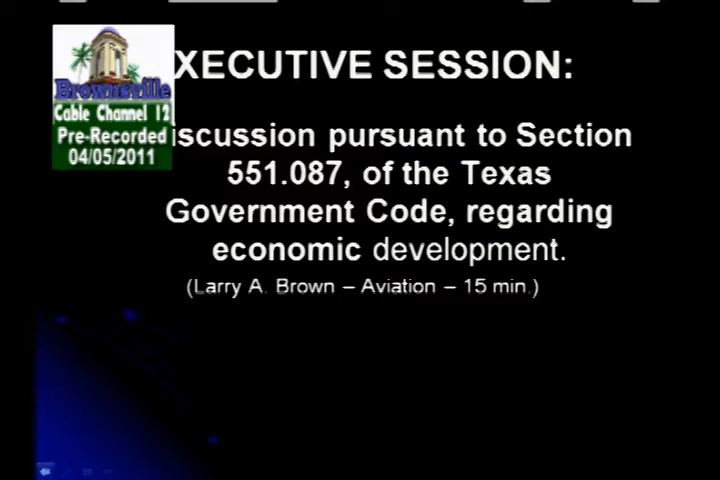 XECUTIVE SESSION:
Brownsville
Cable Channel 12
Pre-Recorded
04/05/2011
iscussion pursuant to Section
551.087, of the Texas
Government Code, regarding
economic development.
(Larry A. Brown – Aviation – 15 min.)